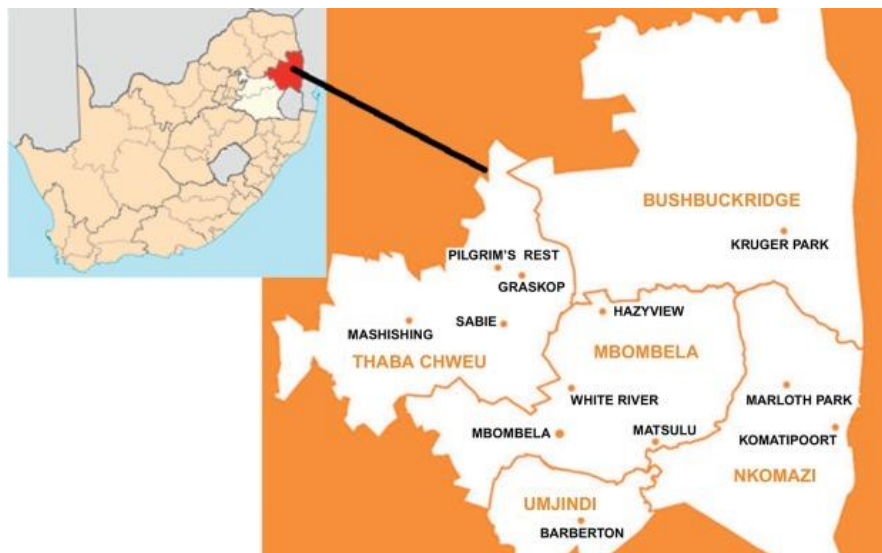 BUSHBUCKRIDGE
KRUGER PARK
PILGRIM'S REST
GRASKOP
HAZYVIEW
MASHISHING
SABIE
MBOMBELA
THABA CHWEU
WHITE RIVER
MARLOTH PARK
MBOMBELA
MATSULU
KOMATIPOORT
NKOMAZI
UMJINDI
BARBERTON